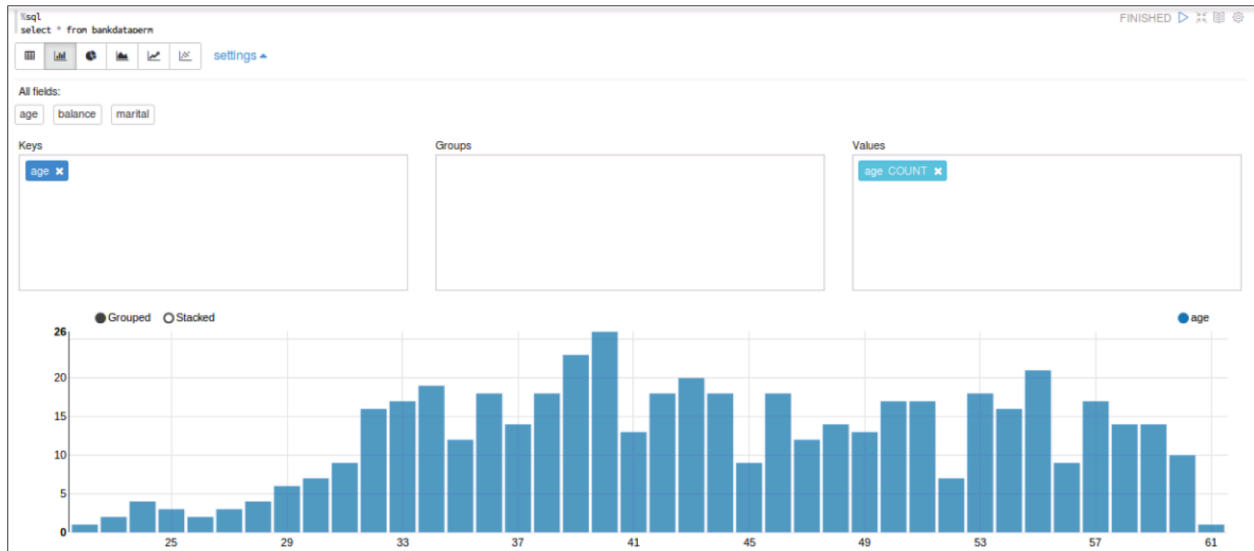 %sql
FINISHED
select * from bankdataperm
settings
All fields:
age balance marital
Keys Groups Values
age × age COUNT ×
Grouped Stacked age
26
20
15
10
5
0
25 29 33 37 41 45 49 53 57 61